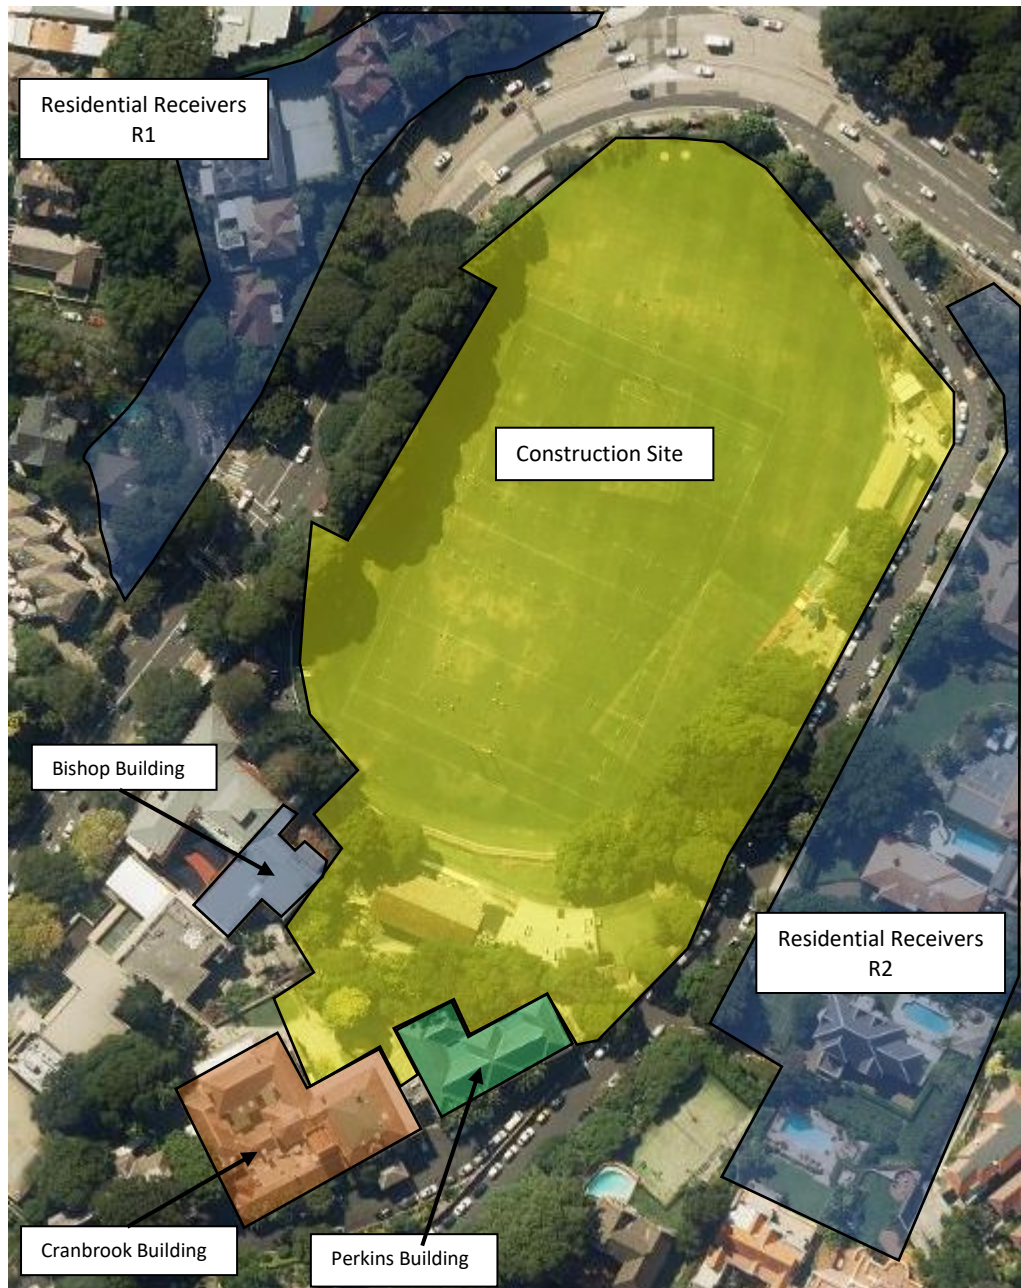 Residential Receivers
R1
Construction Site
Bishop Building
Residential Receivers
R2
Cranbrook Building
Perkins Building